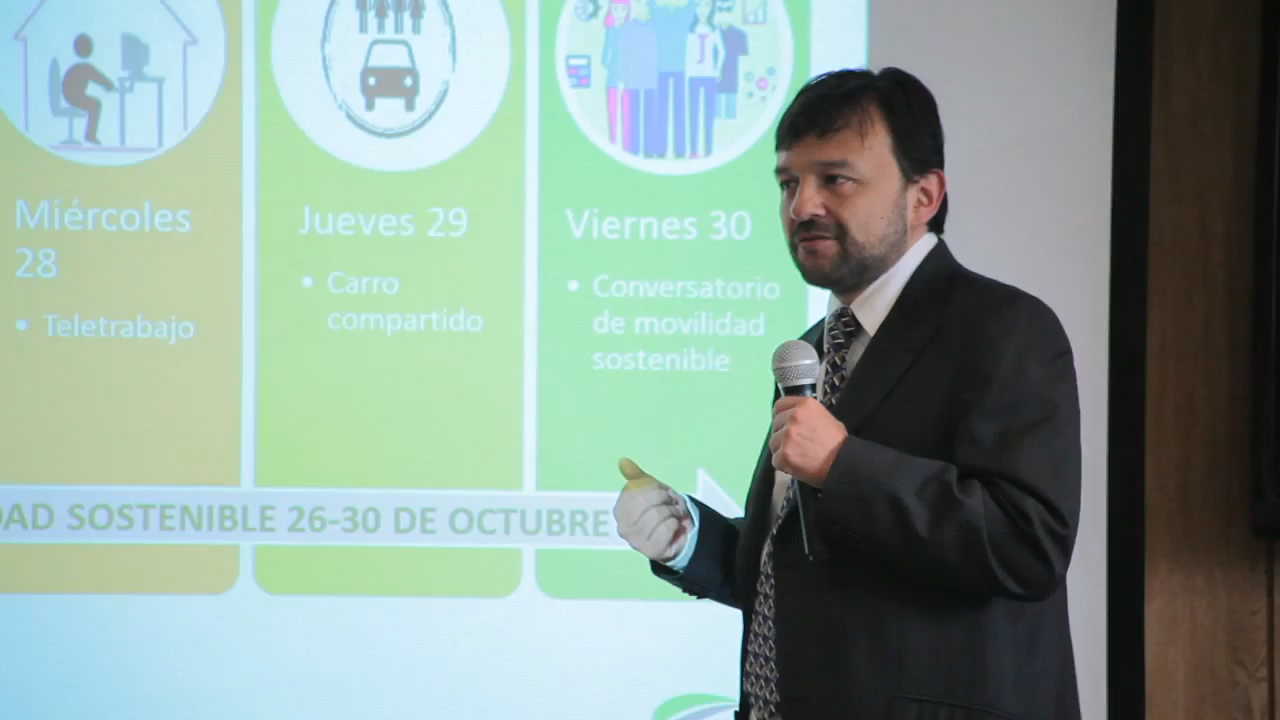 Miércoles
28
• Teletrabajo
Jueves 29
• Carro
compartido
Viernes 30
• Conversatorio
de movilidad
sostenible
DAD SOSTENIBLE 26-30 DE OCTUBRE